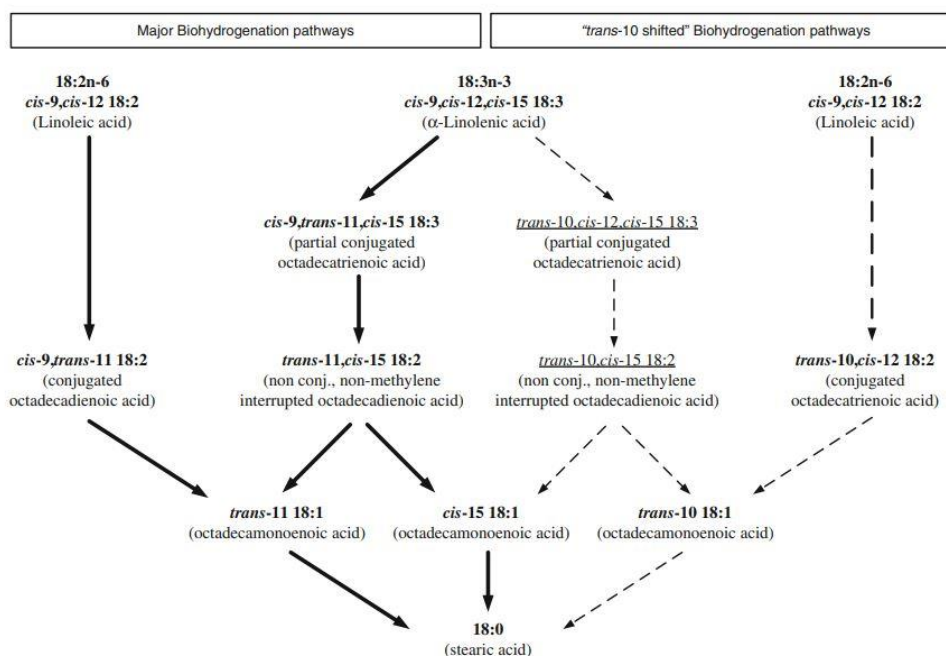 Major Biohydrogenation pathways
“trans-10 shifted” Biohydrogenation pathways
18:2n-6
cis-9,cis-12 18:2
(Linoleic acid)
18:3n-3
cis-9,cis-12,cis-15 18:3
(α-Linolenic acid)
18:2n-6
cis-9,cis-12 18:2
(Linoleic acid)
cis-9,trans-11,cis-15 18:3
(partial conjugated
octadecatrienoic acid)
trans-10,cis-12,cis-15 18:3
(partial conjugated
octadecatrienoic acid)
cis-9,trans-11 18:2
(conjugated
octadecadienoic acid)
trans-11,cis-15 18:2
(non conj., non-methylene
interrupted octadecadienoic acid)
trans-10,cis-15 18:2
(non conj., non-methylene
interrupted octadecadienoic acid)
trans-10,cis-12 18:2
(conjugated
octadecatrienoic acid)
trans-11 18:1
(octadecamonoenoic acid)
cis-15 18:1
(octadecamonoenoic acid)
trans-10 18:1
(octadecamonoenoic acid)
18:0
(stearic acid)